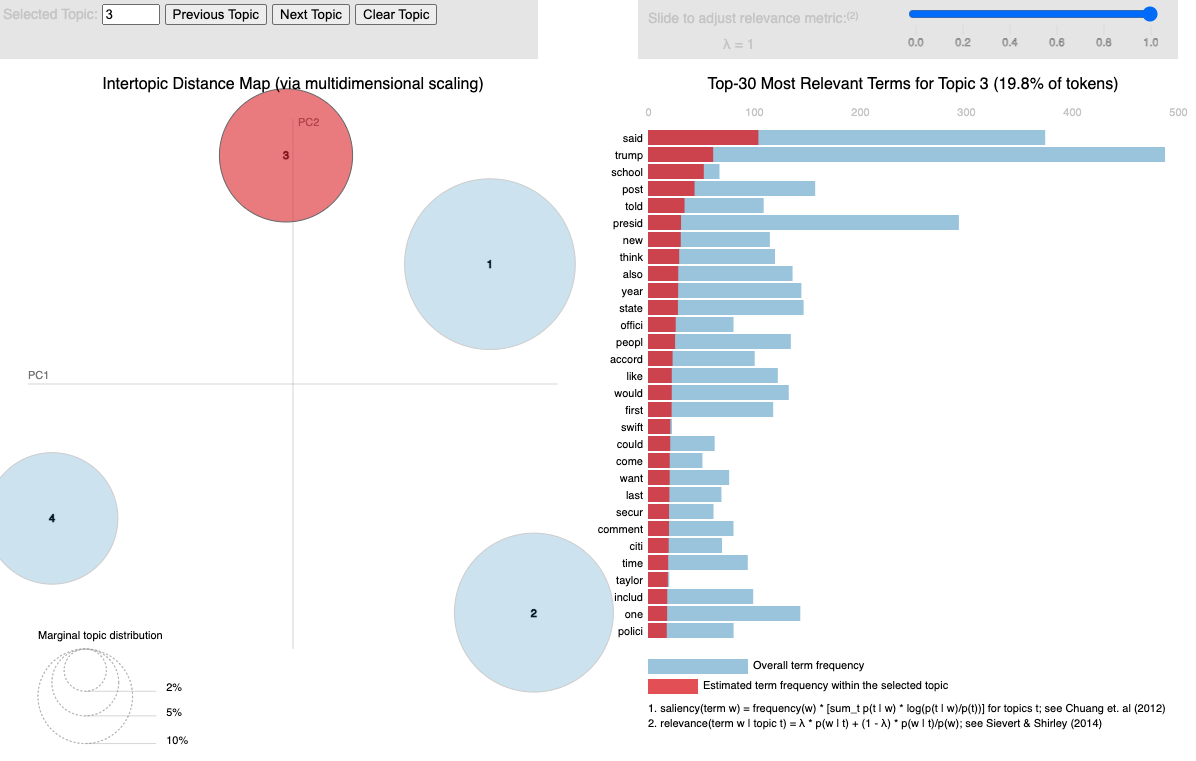 Selected Topic: 3 Previous Topic Next Topic Clear Topic
Slide to adjust relevance metric:(2)
λ = 1
0.0 0.2 0.4 0.6 0.8 1.0
Intertopic Distance Map (via multidimensional scaling)
PC2
3
1
PC1
4
2
Marginal topic distribution
2%
5%
10%
Top-30 Most Relevant Terms for Topic 3 (19.8% of tokens)
0 100 200 300 400 500
said
trump
school
post
told
presid
new
think
also
year
state
offici
peopl
accord
like
would
first
swift
could
come
want
last
secur
comment
citi
time
taylor
includ
one
polici
Overall term frequency
Estimated term frequency within the selected topic
1. saliency(term w) = frequency(w) * [sum_t p(t | w) * log(p(t | w)/p(t))] for topics t; see Chuang et. al (2012)
2. relevance(term w | topic t) = λ * p(w | t) + (1 - λ) * p(w | t)/p(w); see Sievert & Shirley (2014)